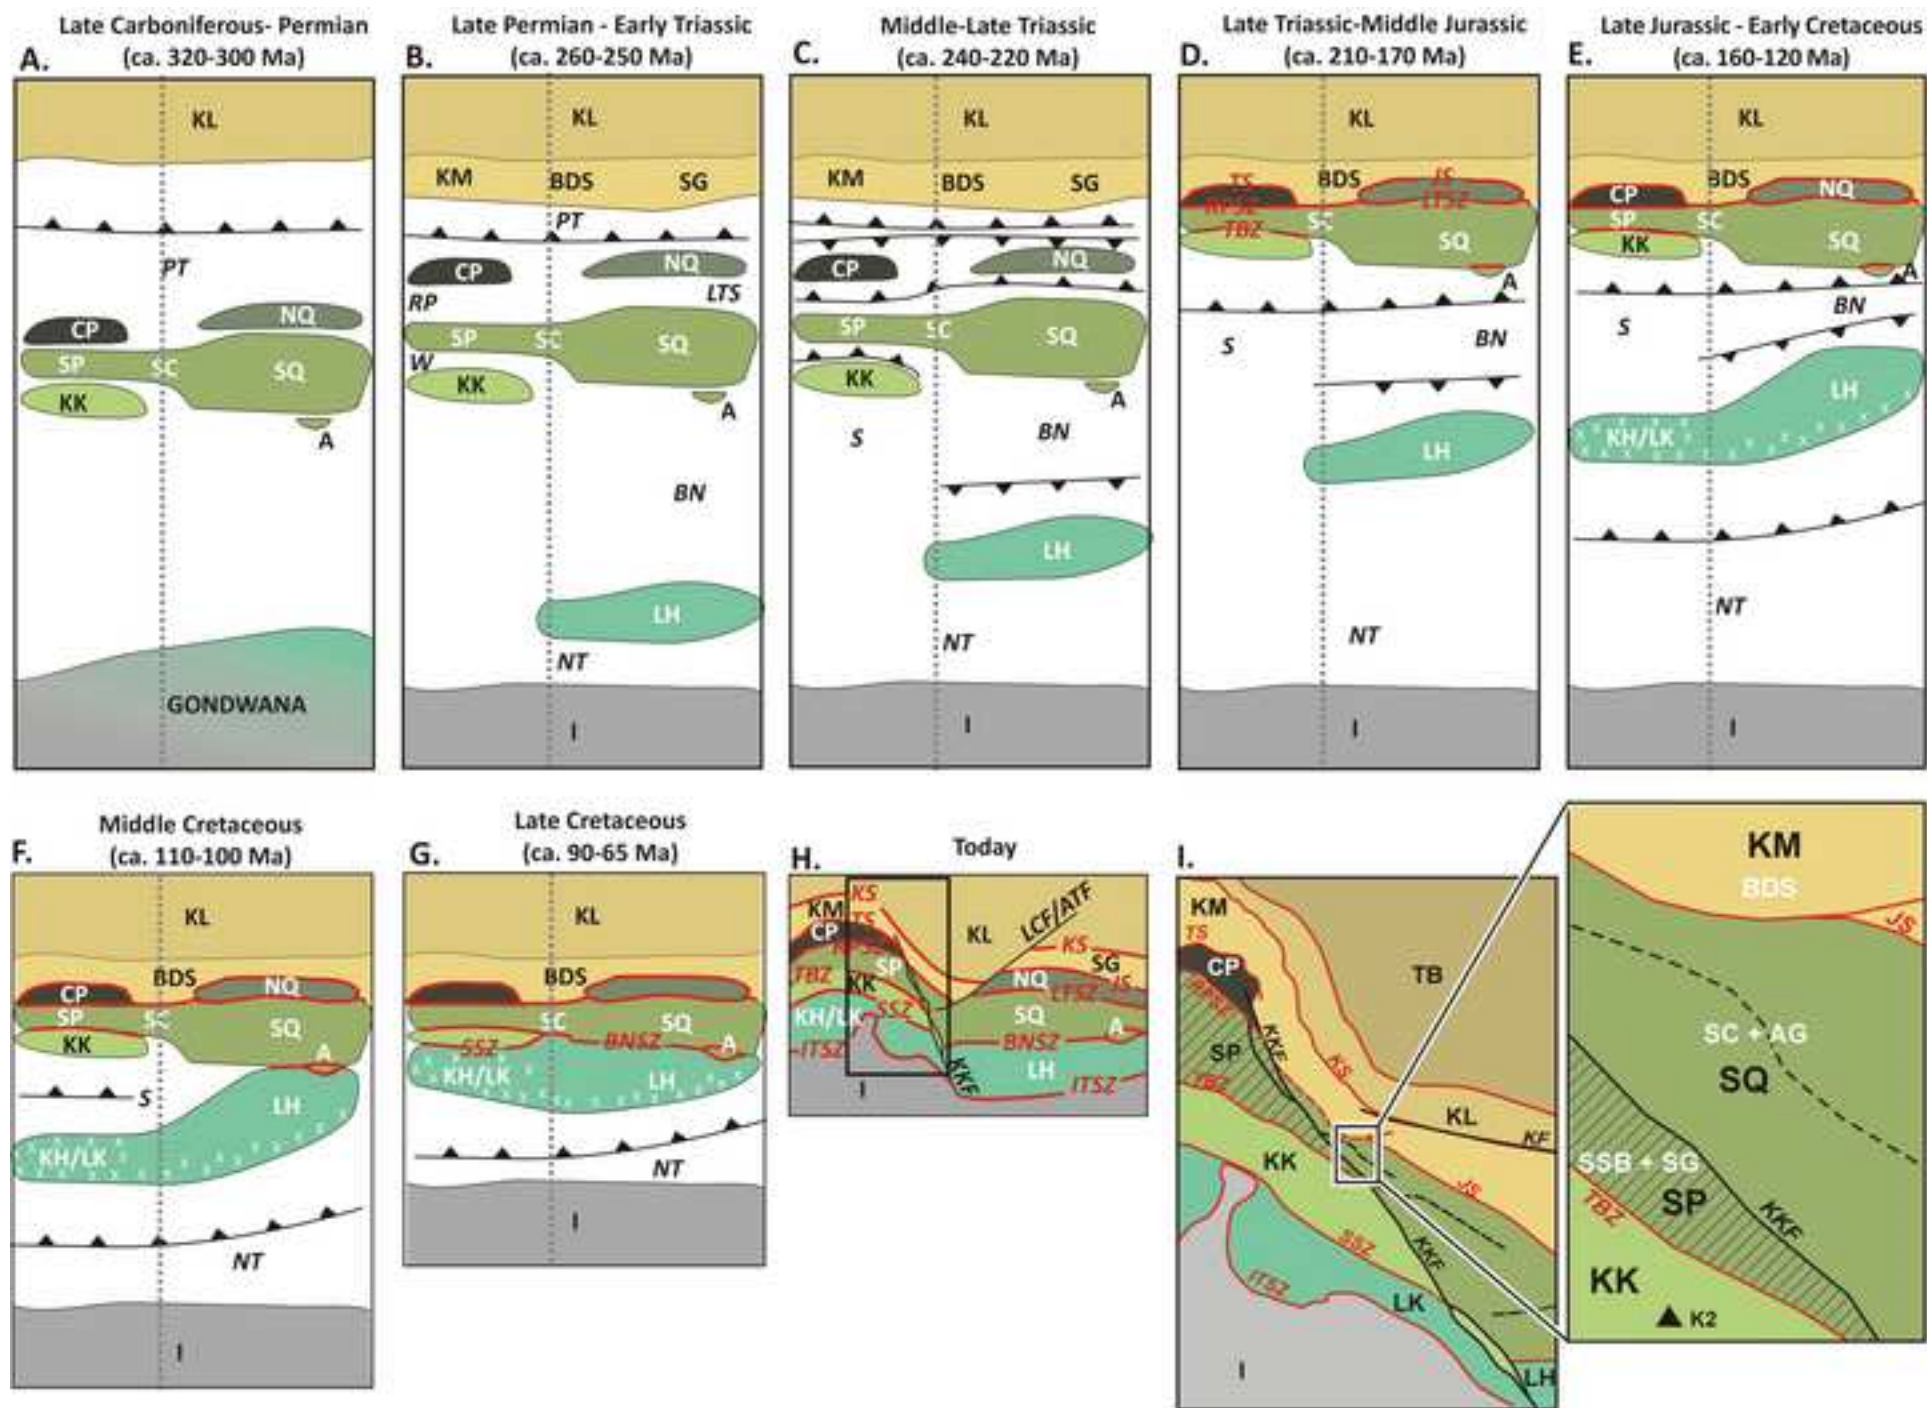 Late Carboniferous- Permian
(ca. 320-300 Ma)
A.
KL
PT
CP
NQ
SP
SC
SQ
KK
A
GONDWANA
Late Permian - Early Triassic
(ca. 260-250 Ma)
B.
KL
KM
BDS
SG
PT
CP
NQ
RP
LTS
SP
SC
SQ
W
KK
A
BN
LH
NT
I
Middle-Late Triassic
(ca. 240-220 Ma)
C.
KL
KM
BDS
SG
CP
NQ
SP
SC
SQ
KK
A
S
BN
LH
NT
I
Late Triassic-Middle Jurassic
(ca. 210-170 Ma)
D.
KL
TS
BDS
JS
RPSZ
LTSZ
TBZ
SC
SQ
A
S
BN
LH
NT
I
Late Jurassic - Early Cretaceous
(ca. 160-120 Ma)
E.
KL
BDS
CP
NQ
SP
SC
SQ
KK
A
BN
S
LH
KH/LK
NT
I
Middle Cretaceous
(ca. 110-100 Ma)
F.
KL
BDS
CP
NQ
SP
SC
SQ
KK
A
S
LH
KH/LK
NT
I
Late Cretaceous
(ca. 90-65 Ma)
G.
KL
BDS
SC
SQ
SSZ
BNSZ
A
KH/LK
LH
NT
I
Today
H.
KS
KM
TS
CP
KL
LCF/ATF
KS
SG
SP
TBZ
KK
NQ
JS
LTSZ
SSZ
SQ
A
KH/LK
BNSZ
ITSZ
LH
KKF
ITSZ
I
I.
KM
TS
CP
TB
RPSZ
KKF
KS
SP
TBZ
KL
KF
KK
JS
SSZ
KKF
ITSZ
LK
I
LH
KM
BDS
JS
SC + AG
SQ
SSB + SG
SP
TBZ
KKF
KK
K2